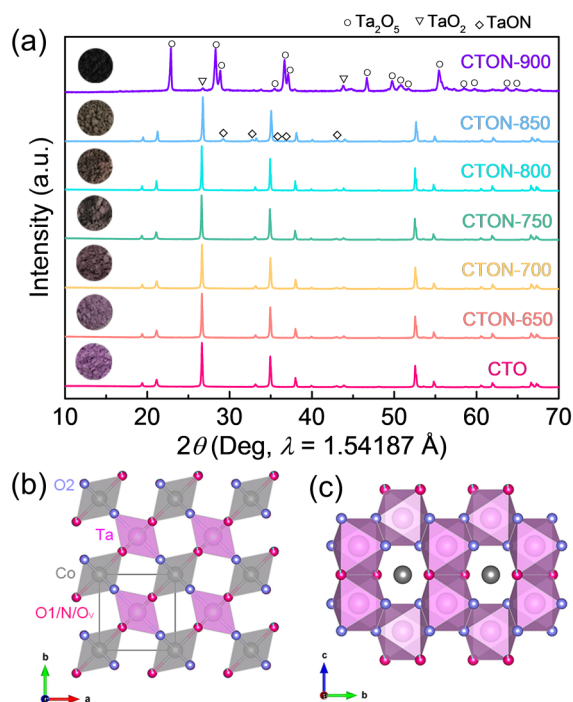 ○ Ta₂O₅ ▽ TaO₂ ◇ TaON
(a)
CTON-900
CTON-850
CTON-800
CTON-750
CTON-700
CTON-650
CTO
Intensity (a.u.)
10 20 30 40 50 60 70
2θ (Deg, λ = 1.54187 Å)
(b)
O2
Ta
Co
O1/N/Oᵥ
b
a
(c)
c
b